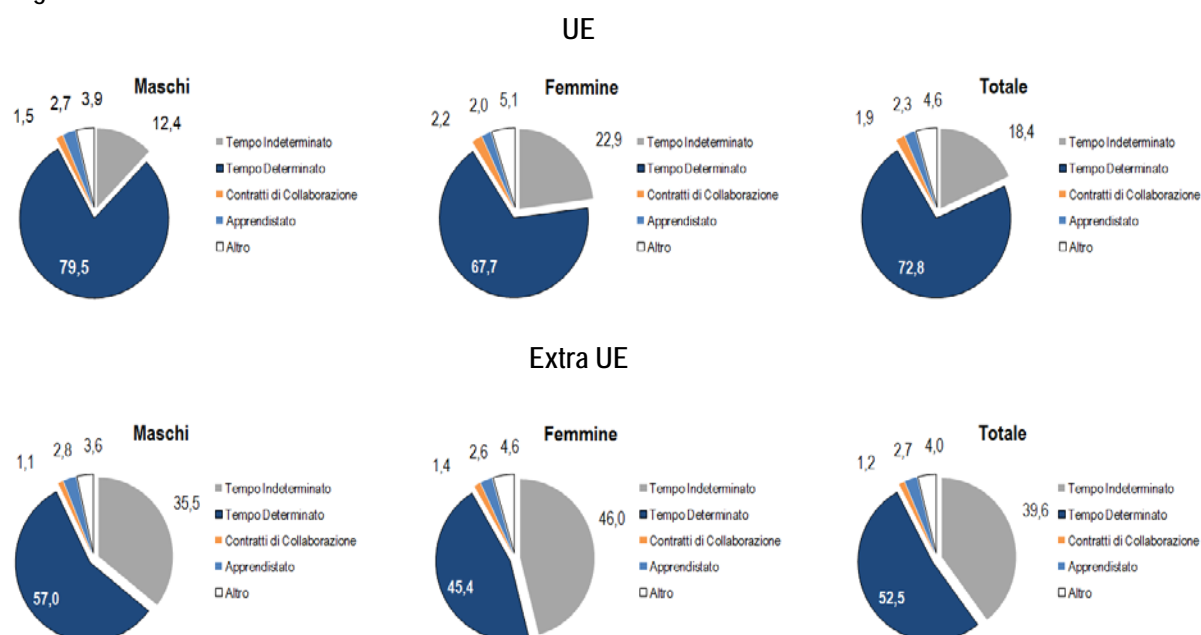 UE
Maschi
1,5
2,7
3,9
12,4
79,5
Tempo Indeterminato
Tempo Determinato
Contratti di Collaborazione
Apprendistato
Altro
Femmine
2,2
2,0
5,1
22,9
67,7
Tempo Indeterminato
Tempo Determinato
Contratti di Collaborazione
Apprendistato
Altro
Totale
1,9
2,3
4,6
18,4
72,8
Tempo Indeterminato
Tempo Determinato
Contratti di Collaborazione
Apprendistato
Altro
Extra UE
Maschi
1,1
2,8
3,6
35,5
57,0
Tempo Indeterminato
Tempo Determinato
Contratti di Collaborazione
Apprendistato
Altro
Femmine
1,4
2,6
4,6
46,0
45,4
Tempo Indeterminato
Tempo Determinato
Contratti di Collaborazione
Apprendistato
Altro
Totale
1,2
2,7
4,0
39,6
52,5
Tempo Indeterminato
Tempo Determinato
Contratti di Collaborazione
Apprendistato
Altro